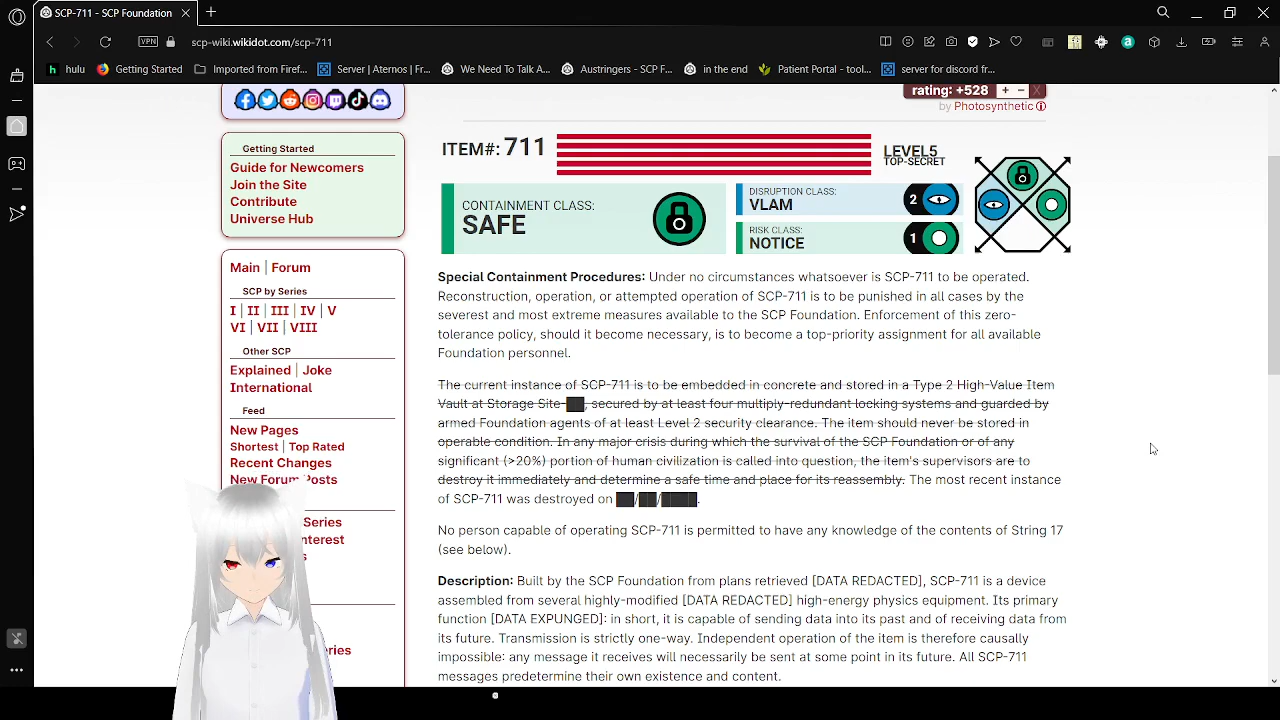 SCP-711 - SCP Foundation
VPN
scp-wiki.wikidot.com/scp-711
hulu
Getting Started
Imported from Firef...
Server | Aternos | Fr...
We Need To Talk A...
Austringers - SCP F...
in the end
Patient Portal - tool...
server for discord fr...
rating: +528 + − X
by Photosynthetic
Getting Started
Guide for Newcomers
Join the Site
Contribute
Universe Hub
Main | Forum
SCP by Series
I | II | III | IV | V
VI | VII | VIII
Other SCP
Explained | Joke
International
Feed
New Pages
Shortest | Top Rated
Recent Changes
New Forum Posts
Series
ITEM#: 711
LEVEL5
TOP-SECRET
CONTAINMENT CLASS:
SAFE
DISRUPTION CLASS:
VLAM
2
RISK CLASS:
NOTICE
1
Special Containment Procedures: Under no circumstances whatsoever is SCP-711 to be operated.
Reconstruction, operation, or attempted operation of SCP-711 is to be punished in all cases by the
severest and most extreme measures available to the SCP Foundation. Enforcement of this zero-
tolerance policy, should it become necessary, is to become a top-priority assignment for all available
Foundation personnel.
The current instance of SCP-711 is to be embedded in concrete and stored in a Type 2 High-Value Item
Vault at Storage Site-██, secured by at least four multiply-redundant locking systems and guarded by
armed Foundation agents of at least Level 2 security clearance. The item should never be stored in
operable condition. In any major crisis during which the survival of the SCP Foundation or of any
significant (>20%) portion of human civilization is called into question, the item's supervisors are to
destroy it immediately and determine a safe time and place for its reassembly. The most recent instance
of SCP-711 was destroyed on ██/██/████.
No person capable of operating SCP-711 is permitted to have any knowledge of the contents of String 17
(see below).
Description: Built by the SCP Foundation from plans retrieved [DATA REDACTED], SCP-711 is a device
assembled from several highly-modified [DATA REDACTED] high-energy physics equipment. Its primary
function [DATA EXPUNGED]: in short, it is capable of sending data into its past and of receiving data from
its future. Transmission is strictly one-way. Independent operation of the item is therefore causally
impossible: any message it receives will necessarily be sent at some point in its future. All SCP-711
messages predetermine their own existence and content.